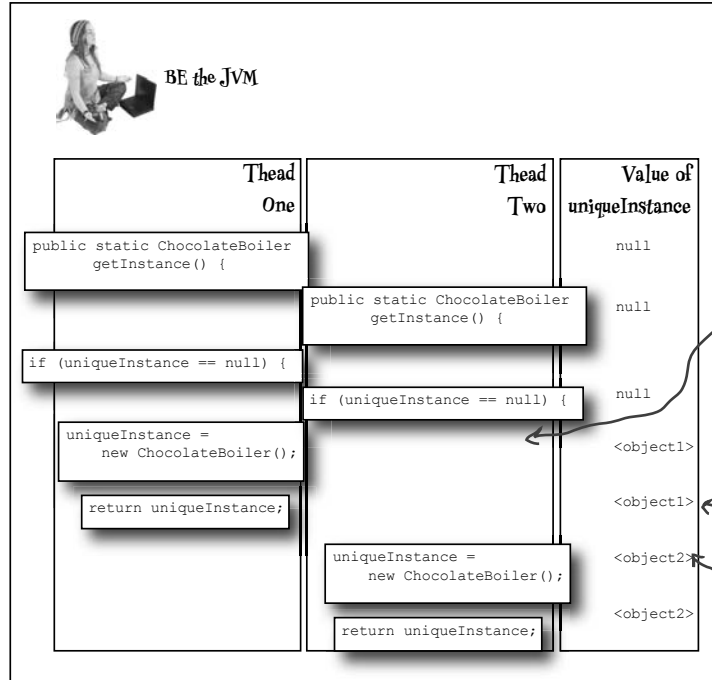 BE the JVM
Thead
One
Thead
Two
Value of
uniqueInstance
public static ChocolateBoiler
getInstance() {
null
public static ChocolateBoiler
getInstance() {
null
if (uniqueInstance == null) {
if (uniqueInstance == null) {
null
uniqueInstance =
new ChocolateBoiler();
<object1>
return uniqueInstance;
<object1>
uniqueInstance =
new ChocolateBoiler();
<object2>
return uniqueInstance;
<object2>